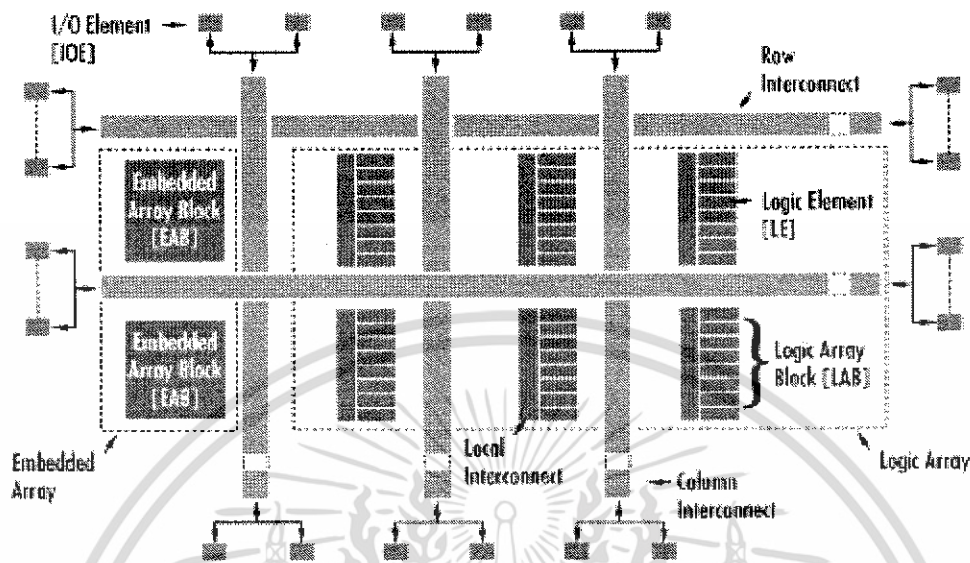 I/O Element
[IOE]
Row
Interconnect
Embedded
Array Block
[EAB]
Logic Element
[LE]
Embedded
Array Block
[EAB]
Logic Array
Block [LAB]
Embedded
Array
Local
Interconnect
Logic Array
Column
Interconnect